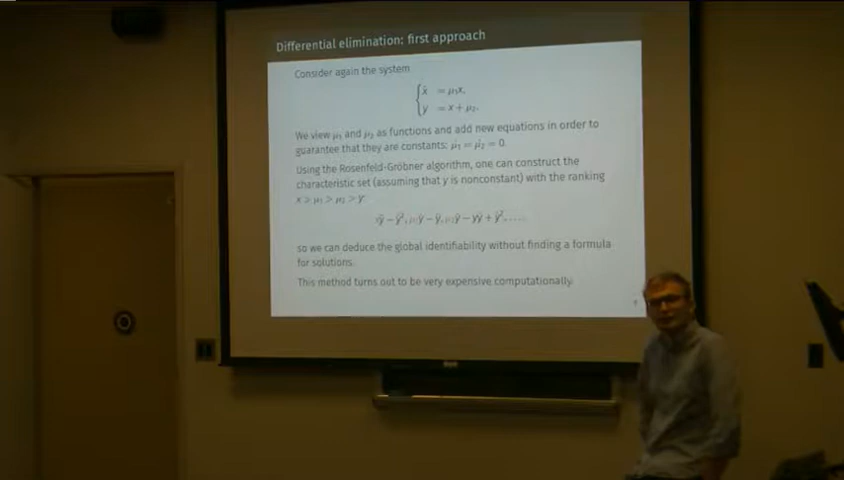 Differential elimination: first approach
Consider again the system
ẋ = μ₁x,
y = x + μ₂.
We view μ₁ and μ₂ as functions and add new equations in order to
guarantee that they are constants: μ̇₁ = μ̇₂ = 0.
Using the Rosenfeld-Gröbner algorithm, one can construct the
characteristic set (assuming that y is nonconstant) with the ranking
x > μ₁ > μ₂ > y
so we can deduce the global identifiability without finding a formula
for solutions.
This method turns out to be very expensive computationally.